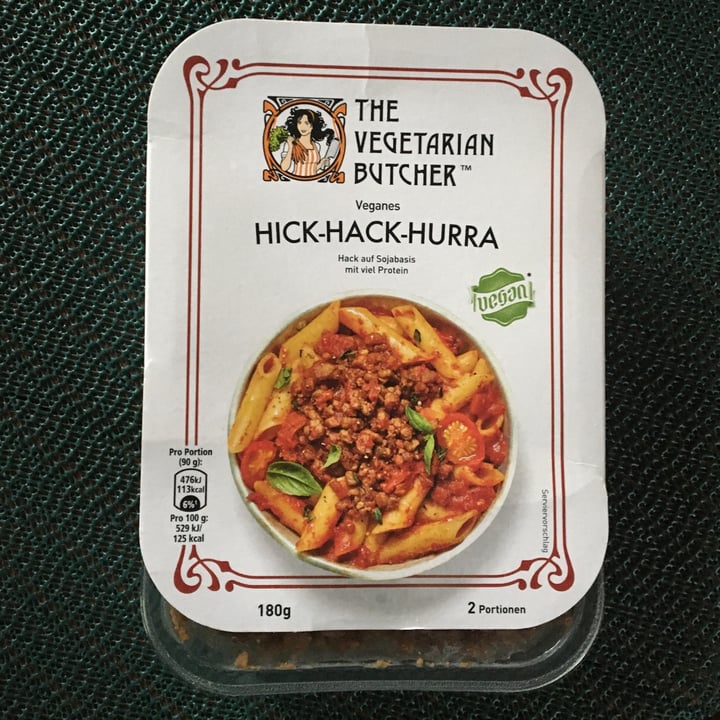 THE
VEGETARIAN
BUTCHER™
Veganes
HICK-HACK-HURRA
Hack auf Sojabasis
mit viel Protein
vegan
Pro Portion
(90 g):
476kJ
113kcal
6%*
Pro 100 g:
529 kJ/
125 kcal
Serviervorschlag
180g
2 Portionen